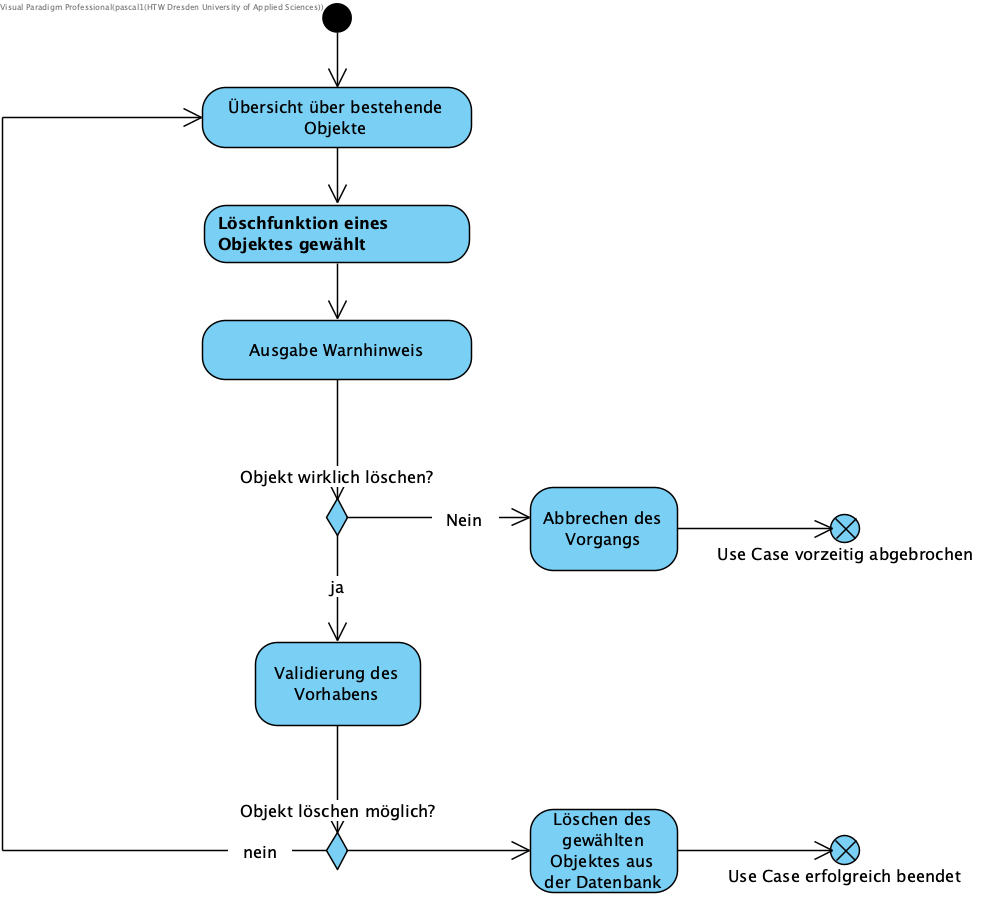 Visual Paradigm Professional(pascal1(HTW Dresden University of Applied Sciences))
Übersicht über bestehende
Objekte
Löschfunktion eines
Objektes gewählt
Ausgabe Warnhinweis
Objekt wirklich löschen?
Nein
Abbrechen des
Vorgangs
Use Case vorzeitig abgebrochen
ja
Validierung des
Vorhabens
Objekt löschen möglich?
nein
Löschen des
gewählten
Objektes aus
der Datenbank
Use Case erfolgreich beendet